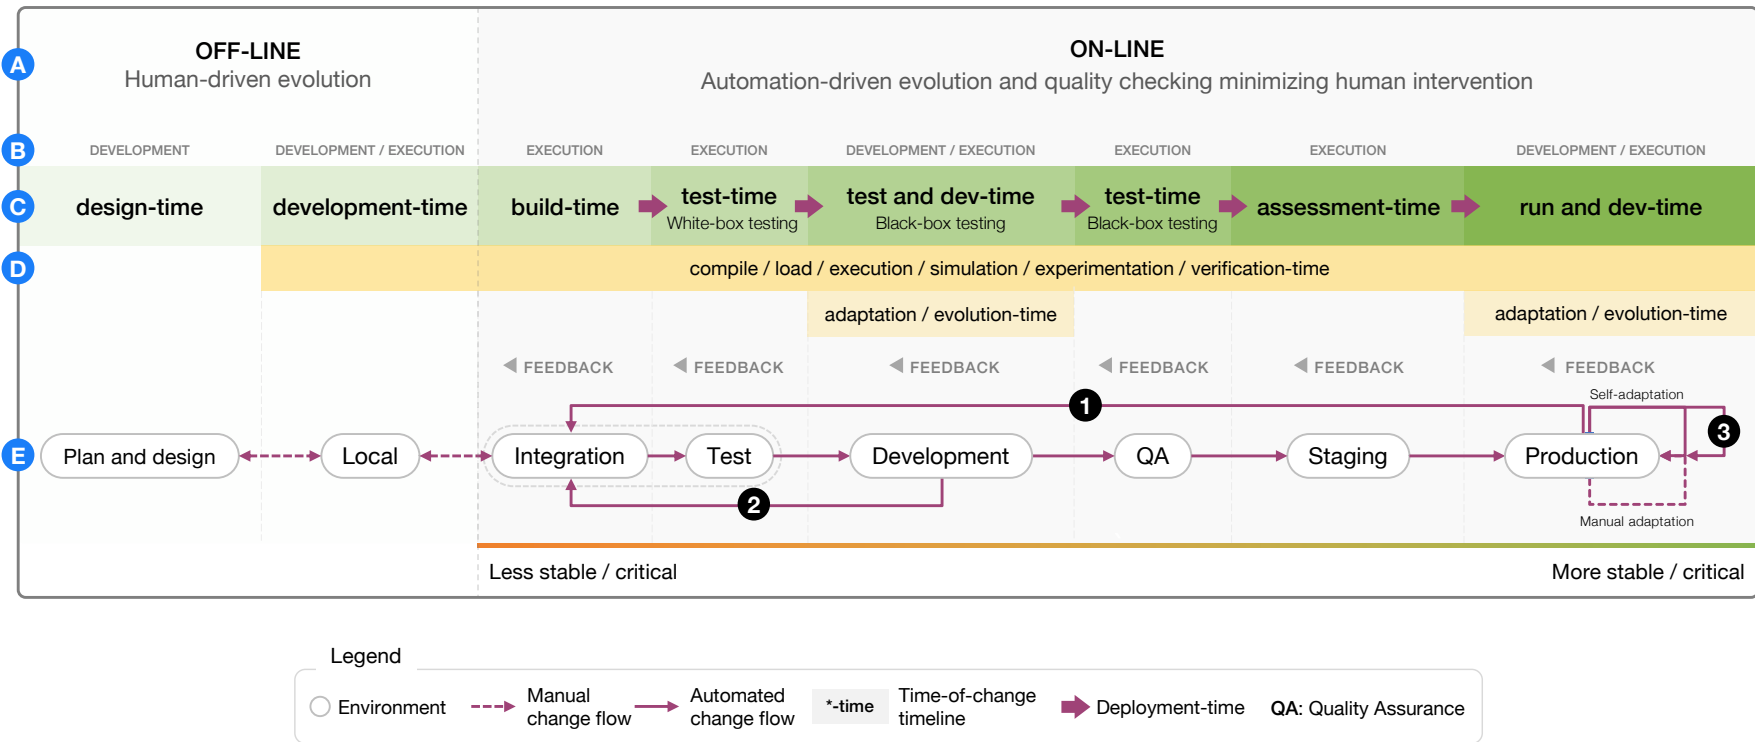 OFF-LINE
Human-driven evolution
ON-LINE
Automation-driven evolution and quality checking minimizing human intervention
A
B
DEVELOPMENT
DEVELOPMENT / EXECUTION
EXECUTION
EXECUTION
DEVELOPMENT / EXECUTION
EXECUTION
EXECUTION
DEVELOPMENT / EXECUTION
C
design-time
development-time
build-time
test-time
White-box testing
test and dev-time
Black-box testing
test-time
Black-box testing
assessment-time
run and dev-time
D
compile / load / execution / simulation / experimentation / verification-time
adaptation / evolution-time
adaptation / evolution-time
FEEDBACK
FEEDBACK
FEEDBACK
FEEDBACK
FEEDBACK
FEEDBACK
Self-adaptation
1
3
E
Plan and design
Local
Integration
Test
Development
QA
Staging
Production
2
Manual adaptation
Less stable / critical
More stable / critical
Legend
Environment
Manual
change flow
Automated
change flow
*-time
Time-of-change
timeline
Deployment-time
QA: Quality Assurance